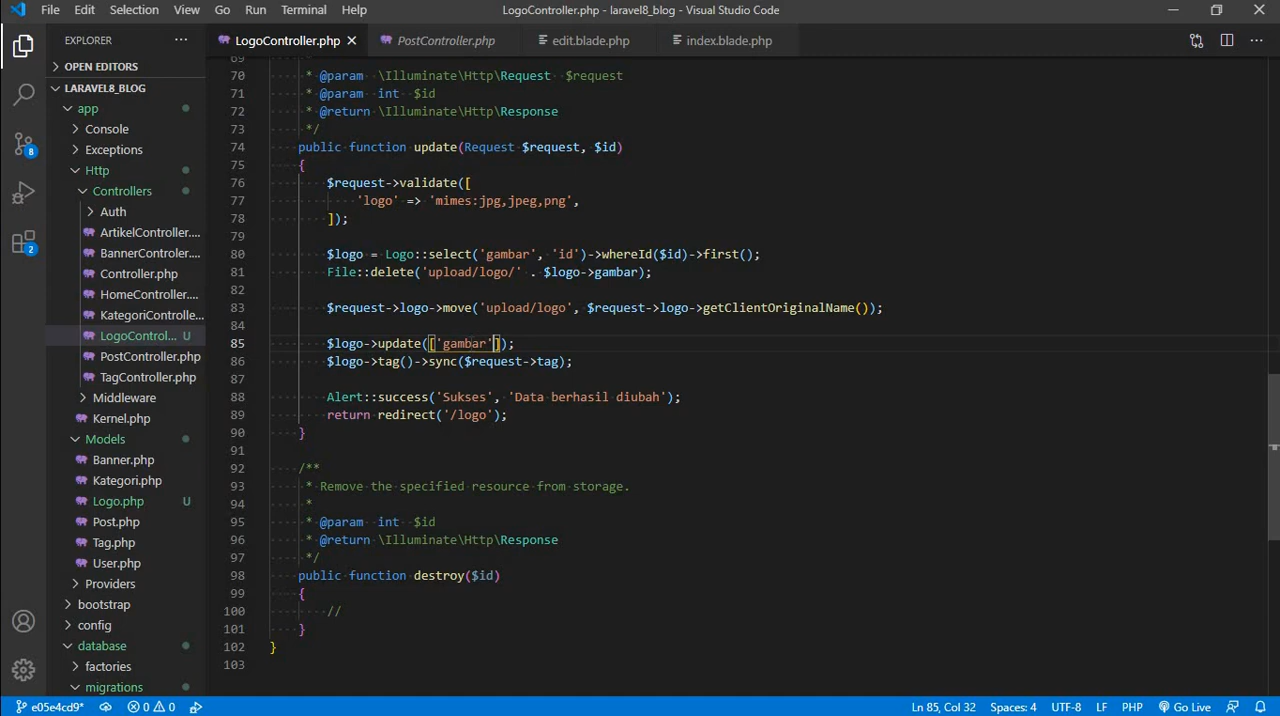 File Edit Selection View Go Run Terminal Help LogoController.php - laravel8_blog - Visual Studio Code
EXPLORER ··· LogoController.php PostController.php edit.blade.php index.blade.php ···
OPEN EDITORS
LARAVEL8_BLOG
app
Console
Exceptions
Http
Controllers
Auth
ArtikelController....
BannerController....
Controller.php
HomeController....
KategoriControlle...
LogoControl... U
PostController.php
TagController.php
Middleware
Kernel.php
Models
Banner.php
Kategori.php
Logo.php U
Post.php
Tag.php
User.php
Providers
bootstrap
config
database
factories
migrations
8
2
69
70 * @param \Illuminate\Http\Request $request
71 * @param int $id
72 * @return \Illuminate\Http\Response
73 */
74 public function update(Request $request, $id)
75 {
76 $request->validate([
77 'logo' => 'mimes:jpg,jpeg,png',
78 ]);
79
80 $logo = Logo::select('gambar', 'id')->whereId($id)->first();
81 File::delete('upload/logo/' . $logo->gambar);
82
83 $request->logo->move('upload/logo', $request->logo->getClientOriginalName());
84
85 $logo->update(['gambar']);
86 $logo->tag()->sync($request->tag);
87
88 Alert::success('Sukses', 'Data berhasil diubah');
89 return redirect('/logo');
90 }
91
92 /**
93 * Remove the specified resource from storage.
94 *
95 * @param int $id
96 * @return \Illuminate\Http\Response
97 */
98 public function destroy($id)
99 {
100 //
101 }
102 }
103
e05e4cd9* 0 0 Ln 85, Col 32 Spaces: 4 UTF-8 LF PHP Go Live